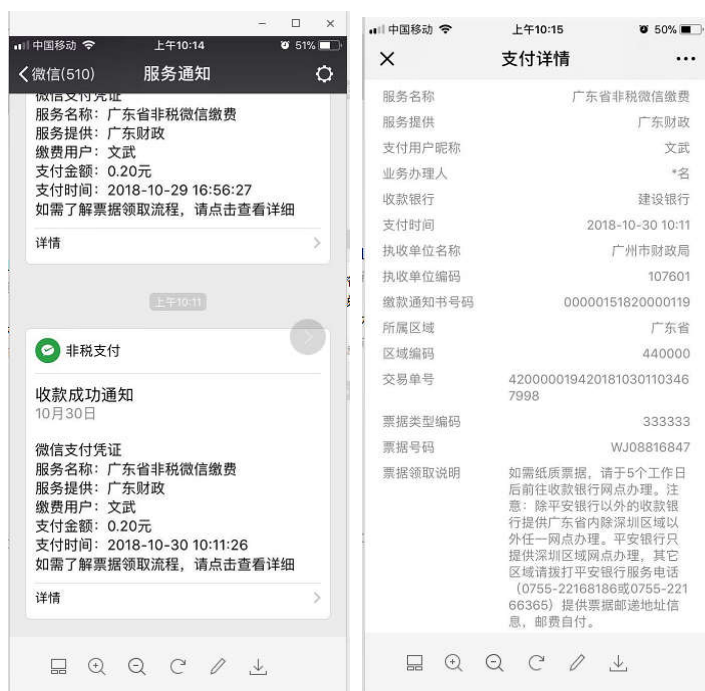 中国移动 上午10:14 51%
微信(510) 服务通知
微信支付凭证
服务名称：广东省非税微信缴费
服务提供：广东财政
缴费用户：文武
支付金额：0.20元
支付时间：2018-10-29 16:56:27
如需了解票据领取流程，请点击查看详细
详情
上午10:11
非税支付
收款成功通知
10月30日
微信支付凭证
服务名称：广东省非税微信缴费
服务提供：广东财政
缴费用户：文武
支付金额：0.20元
支付时间：2018-10-30 10:11:26
如需了解票据领取流程，请点击查看详细
详情
中国移动 上午10:15 50%
支付详情
服务名称 广东省非税微信缴费
服务提供 广东财政
支付用户昵称 文武
业务办理人 *名
收款银行 建设银行
支付时间 2018-10-30 10:11
执收单位名称 广州市财政局
执收单位编码 107601
缴款通知书号码 00000151820000119
所属区域 广东省
区域编码 440000
交易单号 420000019420181030110346
7998
票据类型编码 333333
票据号码 WJ08816847
票据领取说明 如需纸质票据，请于5个工作日
后前往收款银行网点办理。注
意：除平安银行以外的收款银
行提供广东省内除深圳区域以
外任一网点办理。平安银行只
提供深圳区域网点办理，其它
区域请拨打平安银行服务电话
（0755-22168186或0755-221
66365）提供票据邮递地址信
息，邮费自付。